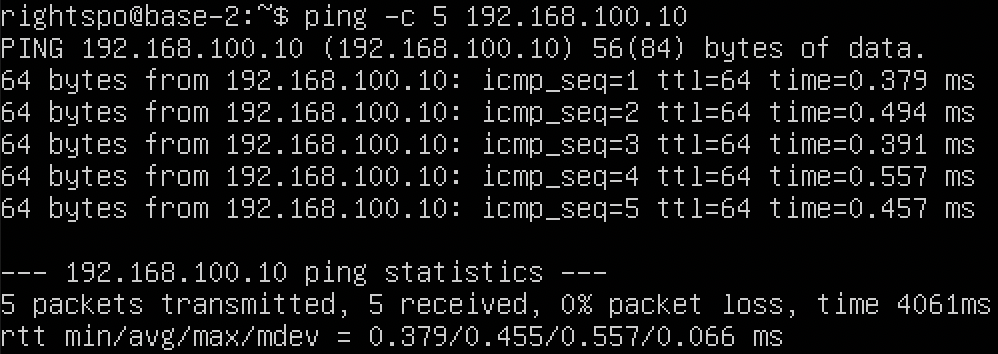 rightspo@base-2:~$ ping -c 5 192.168.100.10
PING 192.168.100.10 (192.168.100.10) 56(84) bytes of data.
64 bytes from 192.168.100.10: icmp_seq=1 ttl=64 time=0.379 ms
64 bytes from 192.168.100.10: icmp_seq=2 ttl=64 time=0.494 ms
64 bytes from 192.168.100.10: icmp_seq=3 ttl=64 time=0.391 ms
64 bytes from 192.168.100.10: icmp_seq=4 ttl=64 time=0.557 ms
64 bytes from 192.168.100.10: icmp_seq=5 ttl=64 time=0.457 ms
--- 192.168.100.10 ping statistics ---
5 packets transmitted, 5 received, 0% packet loss, time 4061ms
rtt min/avg/max/mdev = 0.379/0.455/0.557/0.066 ms